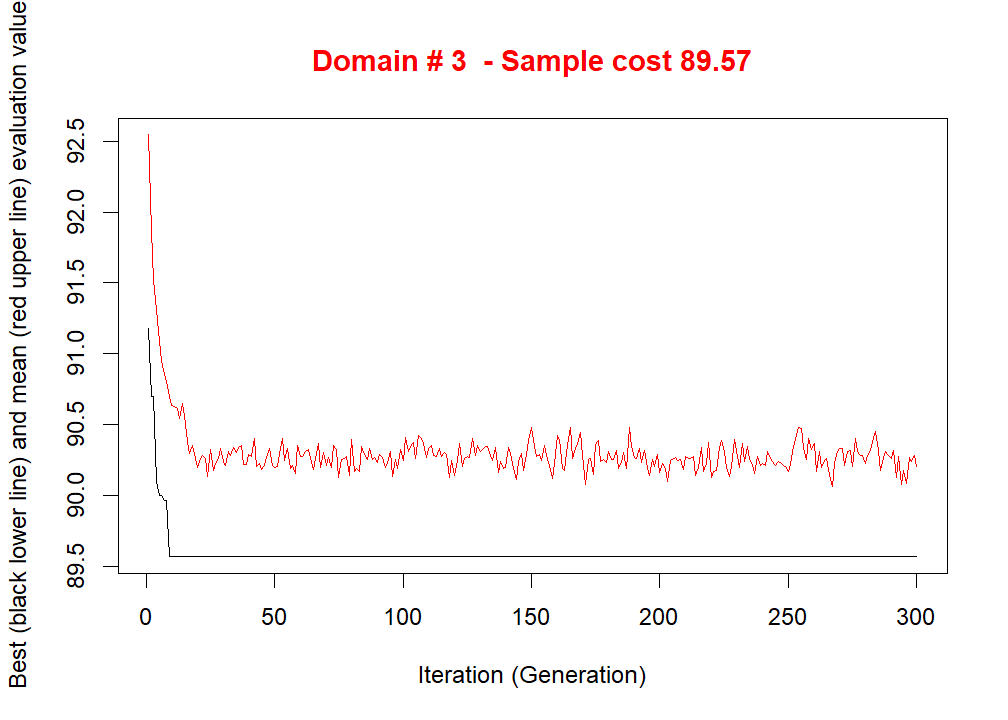 Domain # 3  - Sample cost 89.57
Best (black lower line) and mean (red upper line) evaluation value
92.5
92.0
91.5
91.0
90.5
90.0
89.5
0 50 100 150 200 250 300
Iteration (Generation)